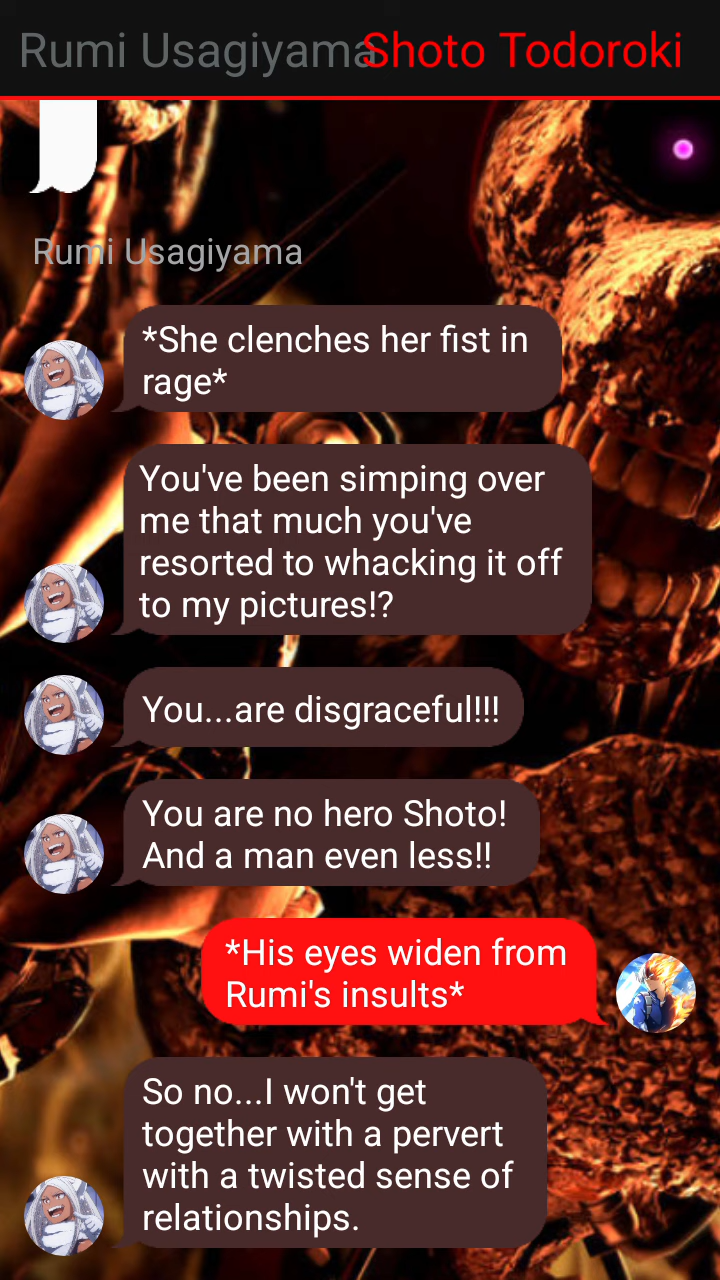 Rumi Usagiyama Shoto Todoroki
Rumi Usagiyama
*She clenches her fist in
rage*
You've been simping over
me that much you've
resorted to whacking it off
to my pictures!?
You...are disgraceful!!!
You are no hero Shoto!
And a man even less!!
*His eyes widen from
Rumi's insults*
So no...I won't get
together with a pervert
with a twisted sense of
relationships.